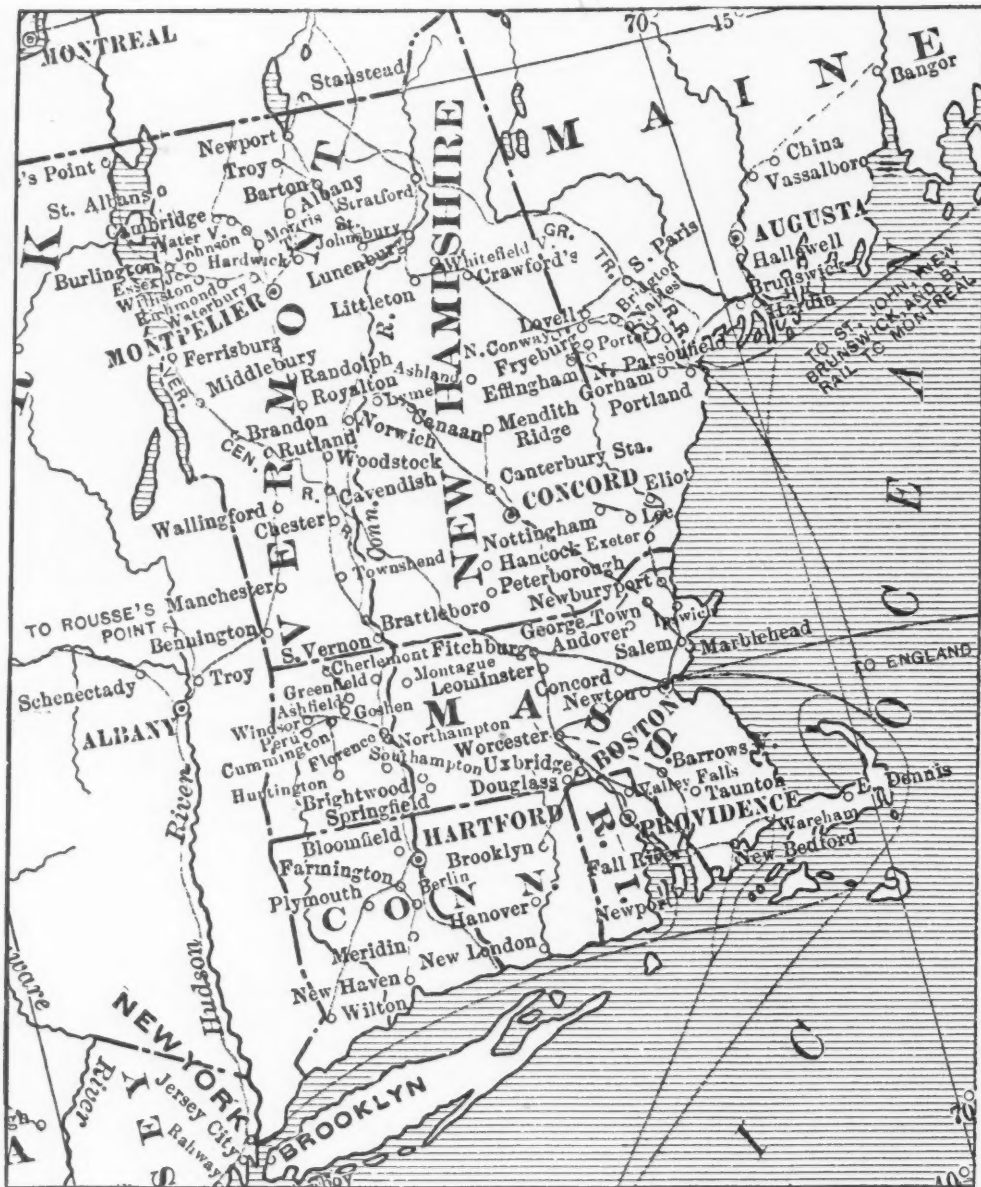 MONTREAL
70
45
MAINE
Bangor
Stanstead
Newport
Troy
Barton
Albany
Stratford
China
Vassalboro
St. Albans
Cambridge
Water V.
Johnson
Morris
St.
Johnsbury
Hardwick
Lunenburg
Burlington
Essex
Williston
Richmond
Waterbury
MONTPELIER
Littleton
Whitefield V.
Crawford's
GR.
TR.
R.R.
S. Paris
AUGUSTA
Hallowell
Brunswick
Hardin
Bridgton
Lovell
N. Conway
Porter
Fryeburg
N. Parsonfield
Effingham
Gorham
Portland
TO ST. JOHN, NEW
BRUNSWICK, AND BY
RAIL TO MONTREAL
VERMONT
NEW HAMPSHIRE
Ferrisburg
VER.
Middlebury
Randolph
Ashland
R.
Royalton
Lyme
Canaan
Brandon
Norwich
Mendith
Ridge
CEN.
Rutland
Woodstock
R.
Cavendish
Canterbury Sta.
CONCORD
Eliot
Wallingford
Chester
R.
Conn.
Nottingham
Lee
Hancock
Exeter
Townshend
Peterborough
Manchester
Newburyport
TO ROUSSE'S
POINT
Brattleboro
George Town
Ipswich
Bennington
Andover
S. Vernon
Fitchburg
Salem
Marblehead
Cherlemont
Montague
Schenectady
Troy
Greenfield
Leominster
Concord
TO ENGLAND
Ashfield
Goshen
Newton
ALBANY
MASS.
BOSTON
Windsor
Peru
Northampton
Cummington
Florence
Worcester
Southampton
Uxbridge
Barrows
Huntington
Brightwood
Douglass
Valley Falls
E. Dennis
Springfield
Taunton
PROVIDENCE
Wareham
HARTFORD
R. I.
New Bedford
Bloomfield
Brooklyn
Fall River
Farmington
Berlin
Plymouth
Hanover
Newport
CONN.
Meridin
New London
New Haven
Wilton
Hudson River
NEW YORK
Jersey City
Rahway
BROOKLYN
River
OCEAN
70
40